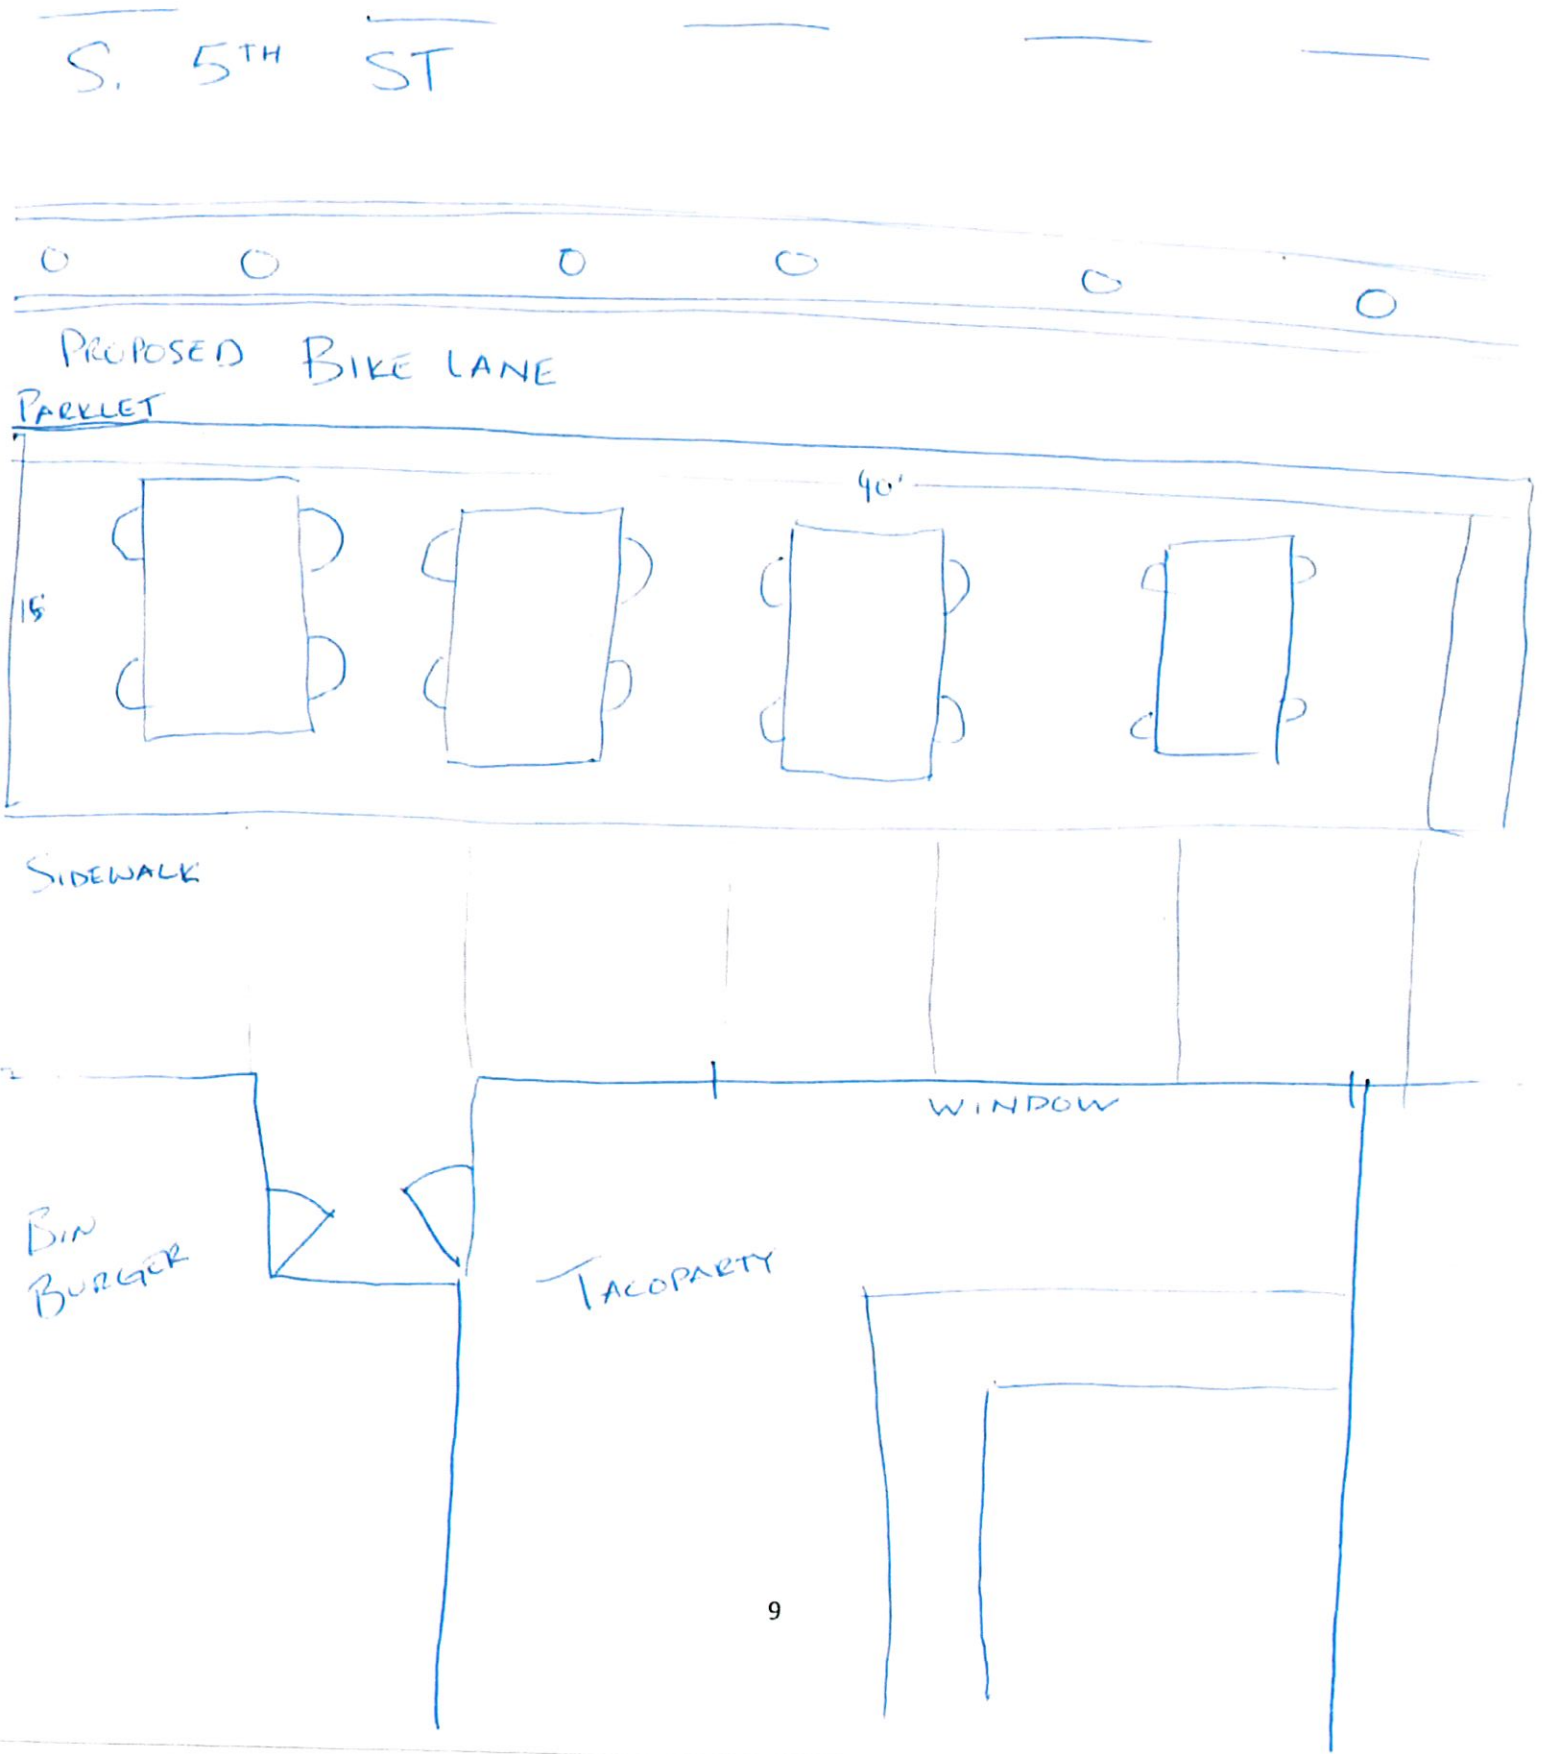 S. 5TH ST
PROPOSED BIKE LANE
PARKLET
40'
15
SIDEWALK
WINDOW
BIN
BURGER
TACOPARTY
9